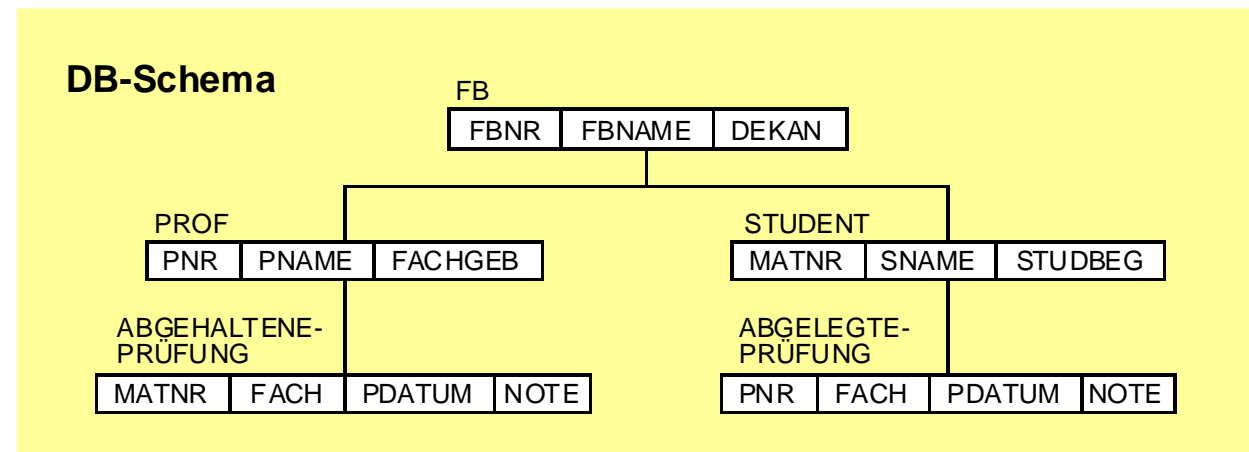 DB-Schema
FB
FBNR FBNAME DEKAN
PROF STUDENT
PNR PNAME FACHGEB MATNR SNAME STUDBEG
ABGEHALTENE-
PRÜFUNG
ABGELEGTE-
PRÜFUNG
MATNR FACH PDATUM NOTE PNR FACH PDATUM NOTE